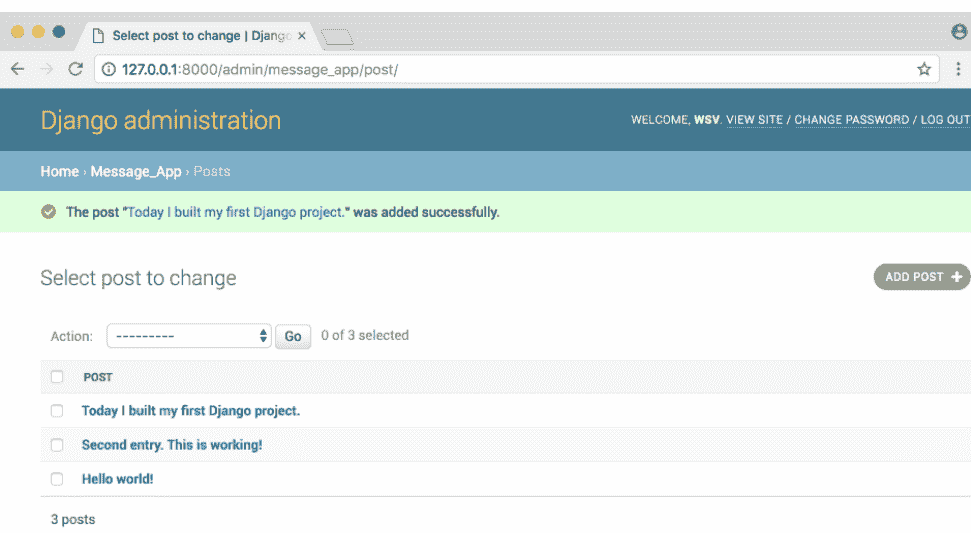 Select post to change | Django
127.0.0.1:8000/admin/message_app/post/
Django administration
WELCOME, WSV. VIEW SITE / CHANGE PASSWORD / LOG OUT
Home › Message_App › Posts
The post "Today I built my first Django project." was added successfully.
Select post to change
ADD POST +
Action: --------- Go 0 of 3 selected
POST
Today I built my first Django project.
Second entry. This is working!
Hello world!
3 posts